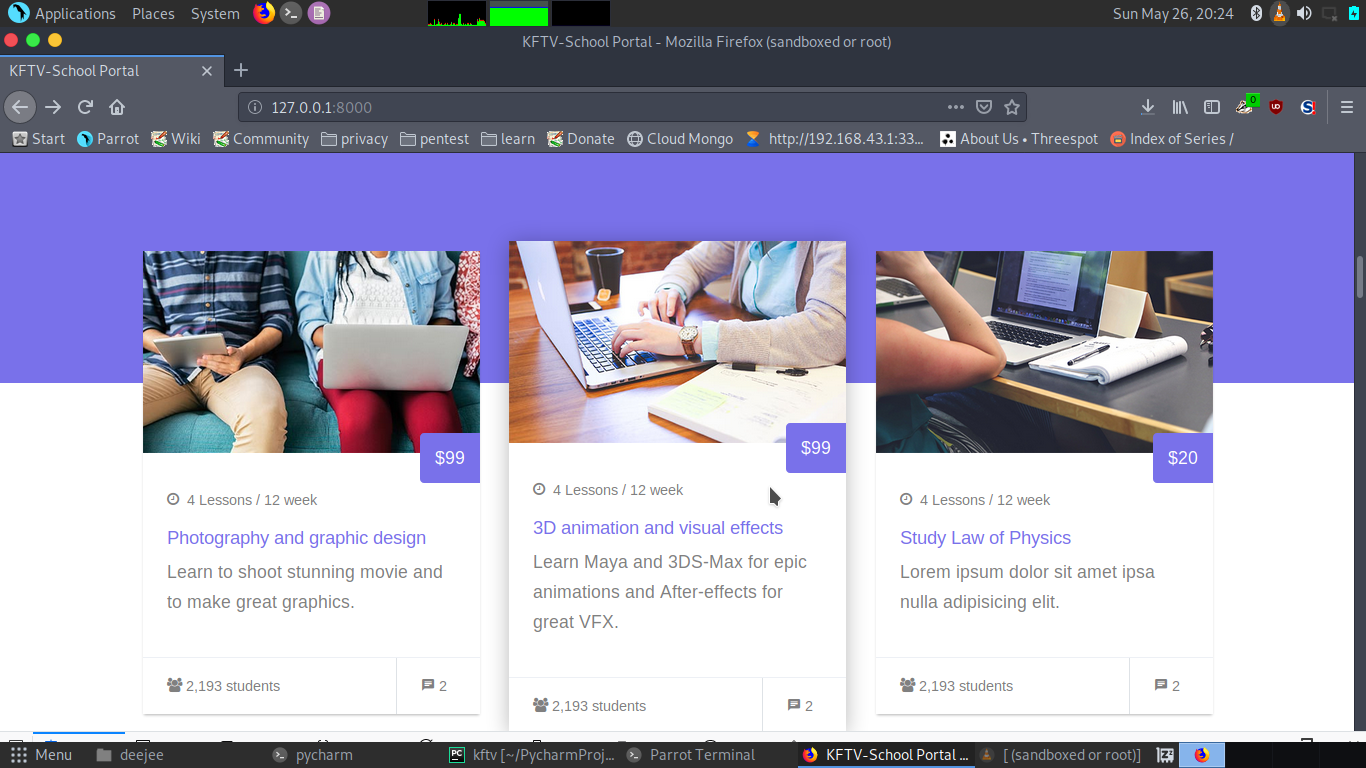 Applications Places System
Sun May 26, 20:24
KFTV-School Portal - Mozilla Firefox (sandboxed or root)
KFTV-School Portal
127.0.0.1:8000
0
Start Parrot Wiki Community privacy pentest learn Donate Cloud Mongo http://192.168.43.1:33... About Us • Threespot Index of Series /
$99
4 Lessons / 12 week
Photography and graphic design
Learn to shoot stunning movie and
to make great graphics.
2,193 students 2
$99
4 Lessons / 12 week
3D animation and visual effects
Learn Maya and 3DS-Max for epic
animations and After-effects for
great VFX.
2,193 students 2
$20
4 Lessons / 12 week
Study Law of Physics
Lorem ipsum dolor sit amet ipsa
nulla adipisicing elit.
2,193 students 2
Menu deejee pycharm kftv [~/PycharmProj... Parrot Terminal KFTV-School Portal ... [ (sandboxed or root)]